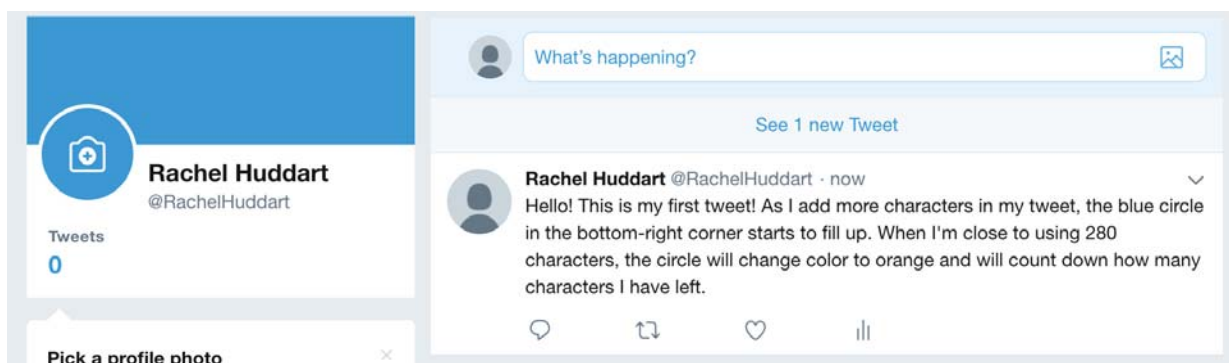 Rachel Huddart
@RachelHuddart
Tweets
0
Pick a profile photo
What's happening?
See 1 new Tweet
Rachel Huddart @RachelHuddart · now
Hello! This is my first tweet! As I add more characters in my tweet, the blue circle
in the bottom-right corner starts to fill up. When I'm close to using 280
characters, the circle will change color to orange and will count down how many
characters I have left.